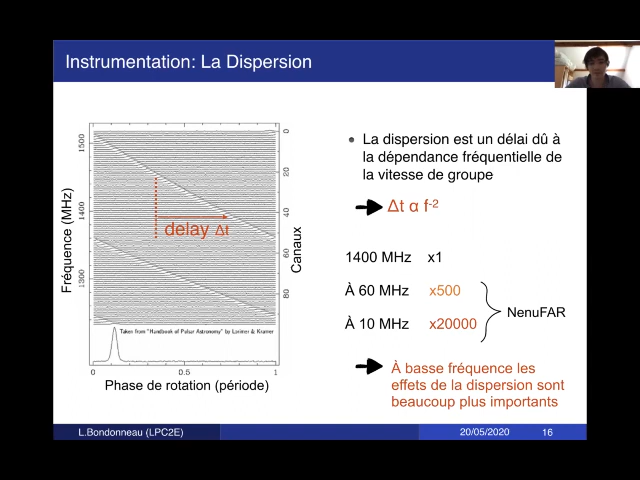 Instrumentation: La Dispersion
La dispersion est un délai dû à
la dépendance fréquentielle de
la vitesse de groupe
Δt α f-2
1400 MHz x1
À 60 MHz x500
À 10 MHz x20000
NenuFAR
À basse fréquence les
effets de la dispersion sont
beaucoup plus importants
Fréquence (MHz)
1500
1400
1300
delay Δt
Canaux
0
20
40
60
80
Taken from "Handbook of Pulsar Astronomy" by Lorimer & Kramer
0 0.5 1
Phase de rotation (période)
L.Bondonneau (LPC2E) 20/05/2020 16